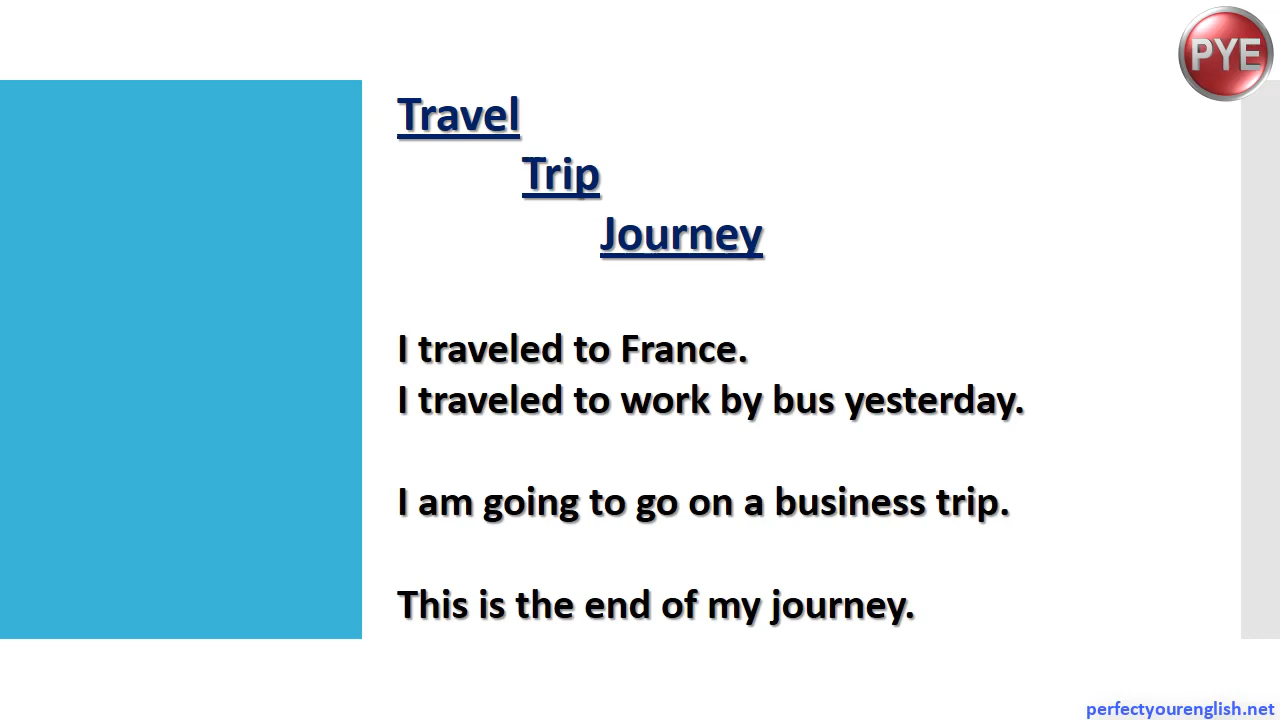 PYE
Travel
Trip
Journey
I traveled to France.
I traveled to work by bus yesterday.
I am going to go on a business trip.
This is the end of my journey.
perfectyourenglish.net